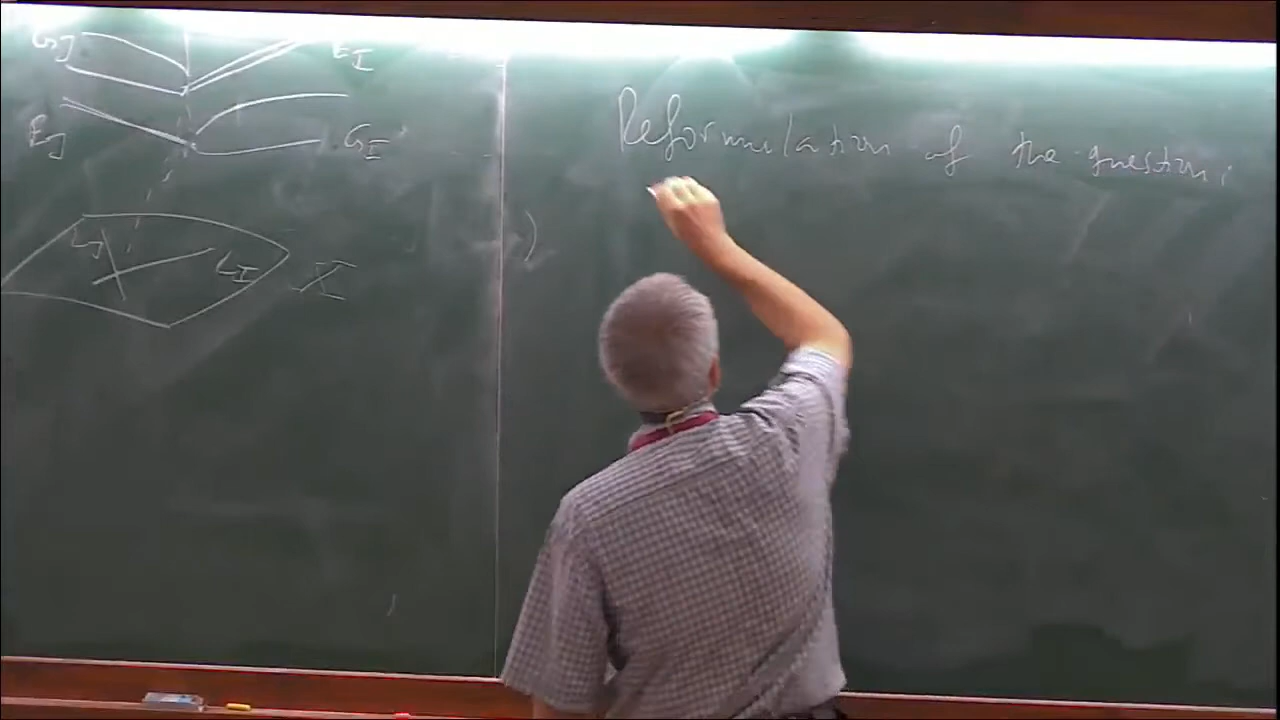 G_J E_I
E_J G_I
L_J L_I X
Reformulation of the question: